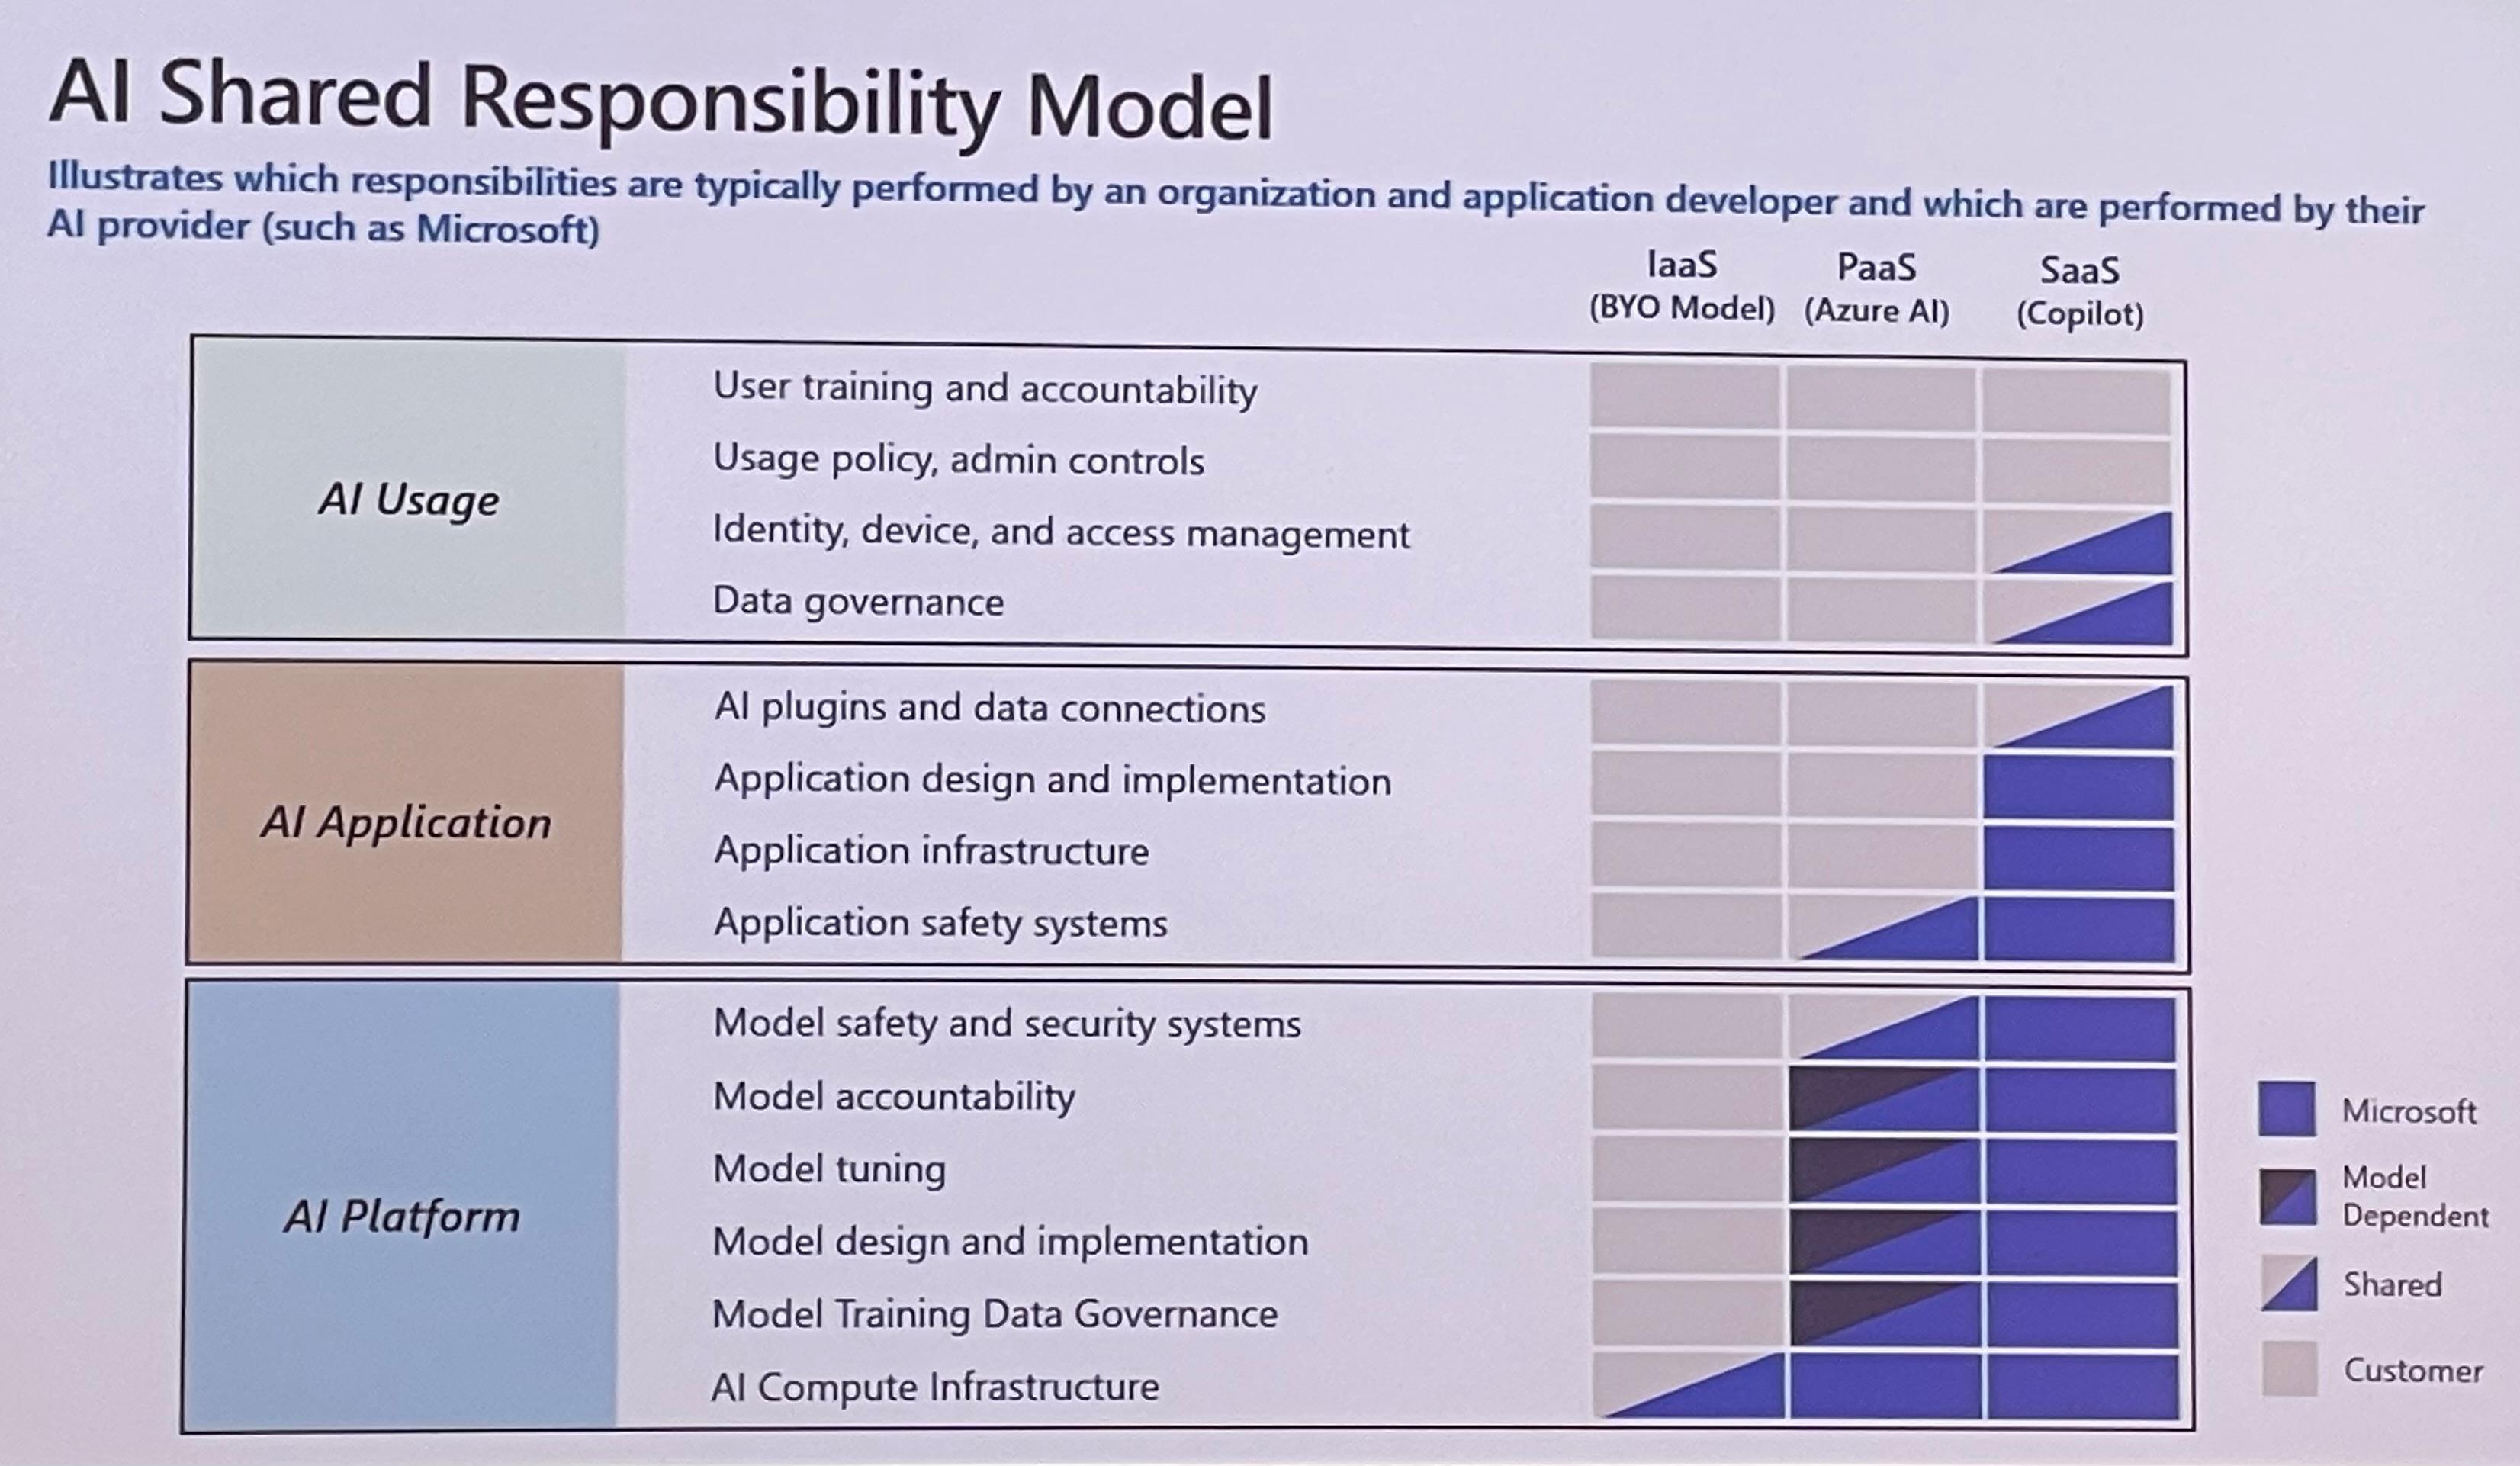 AI Shared Responsibility Model
Illustrates which responsibilities are typically performed by an organization and application developer and which are performed by their
AI provider (such as Microsoft)
IaaS
(BYO Model)
PaaS
(Azure AI)
SaaS
(Copilot)
AI Usage
User training and accountability
Usage policy, admin controls
Identity, device, and access management
Data governance
AI Application
AI plugins and data connections
Application design and implementation
Application infrastructure
Application safety systems
AI Platform
Model safety and security systems
Model accountability
Model tuning
Model design and implementation
Model Training Data Governance
AI Compute Infrastructure
Microsoft
Model
Dependent
Shared
Customer